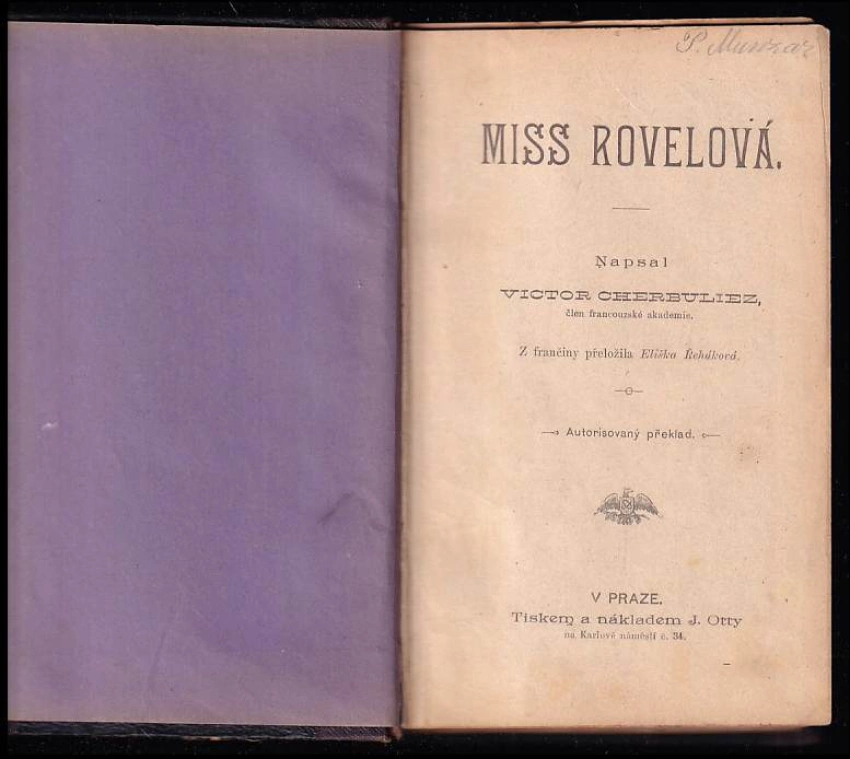 P. Munzar
MISS ROVELOVÁ.
Napsal
VICTOR CHERBULIEZ,
člen francouzské akademie.
Z frančiny přeložila Eliška Řeháková.
Autorisovaný překlad.
V PRAZE.
Tiskem a nákladem J. Otty
na Karlově náměstí č. 34.